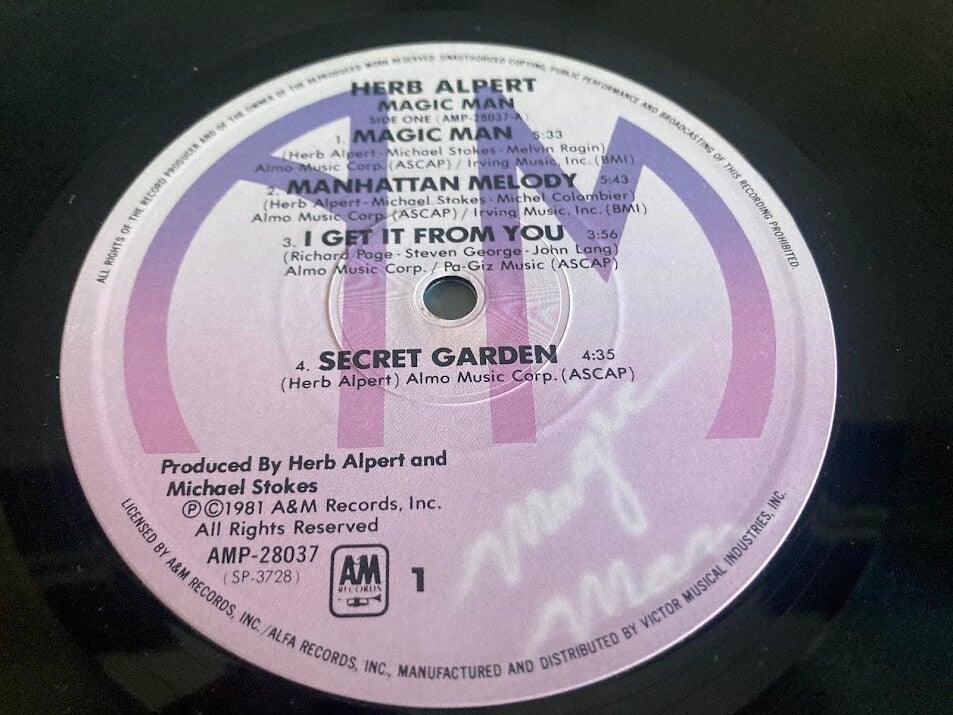 ALL RIGHTS OF THE RECORD PRODUCER AND OF THE OWNER OF THE REPRODUCED WORK RESERVED. UNAUTHORIZED COPYING, PUBLIC PERFORMANCE AND BROADCASTING OF THIS RECORDING PROHIBITED.
HERB ALPERT
MAGIC MAN
SIDE ONE (AMP-28037-A)
1. MAGIC MAN 5:33
(Herb Alpert-Michael Stokes-Melvin Ragin)
Almo Music Corp. (ASCAP)/Irving Music, Inc. (BMI)
2. MANHATTAN MELODY 5:43
(Herb Alpert-Michael Stokes-Michel Colombier)
Almo Music Corp. (ASCAP)/Irving Music, Inc. (BMI)
3. I GET IT FROM YOU 3:56
(Richard Page-Steven George-John Lang)
Almo Music Corp./Pa-Giz Music (ASCAP)
4. SECRET GARDEN 4:35
(Herb Alpert) Almo Music Corp. (ASCAP)
Produced By Herb Alpert and
Michael Stokes
Ⓟ©1981 A&M Records, Inc.
All Rights Reserved
AMP-28037
(SP-3728)
A&M
RECORDS
1
Magic
Man
LICENSED BY A&M RECORDS, INC./ALFA RECORDS, INC., MANUFACTURED AND DISTRIBUTED BY VICTOR MUSICAL INDUSTRIES, INC.